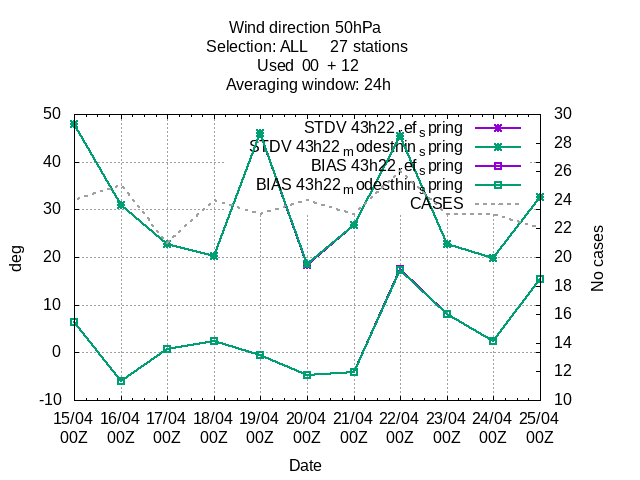 Wind direction 50hPa
Selection: ALL 27 stations
Used 00 + 12
Averaging window: 24h
50
40
30
20
10
0
-10
30
28
26
24
22
20
18
16
14
12
10
deg
No cases
STDV 43h22_ref_spring
STDV 43h22_modesthin_spring
BIAS 43h22_ref_spring
BIAS 43h22_modesthin_spring
CASES
15/04 16/04 17/04 18/04 19/04 20/04 21/04 22/04 23/04 24/04 25/04
00Z 00Z 00Z 00Z 00Z 00Z 00Z 00Z 00Z 00Z 00Z
Date